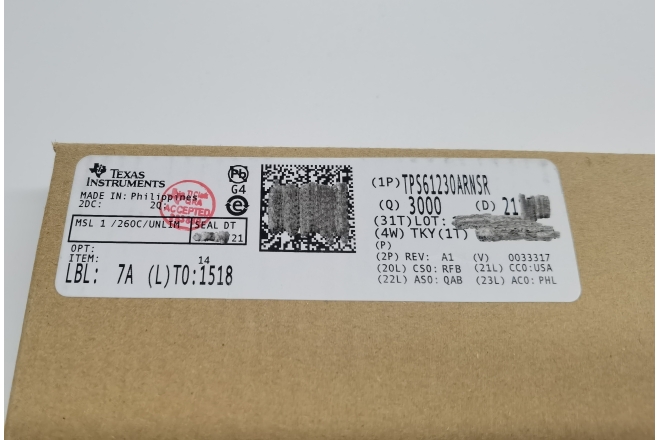 TEXAS
INSTRUMENTS
MADE IN: Philippines
2DC: 2Q:
Pb
G4
e
ACCEPTED
MSL 1 /260C/UNLIM SEAL DT
21
OPT:
ITEM: 14
LBL: 7A (L)TO:1518
(1P)TPS61230ARNSR
(Q) 3000 (D) 21
(31T)LOT:
(4W) TKY(1T)
(P)
(2P) REV: A1 (V) 0033317
(20L) CSO: RFB (21L) CCO:USA
(22L) ASO: QAB (23L) ACO: PHL